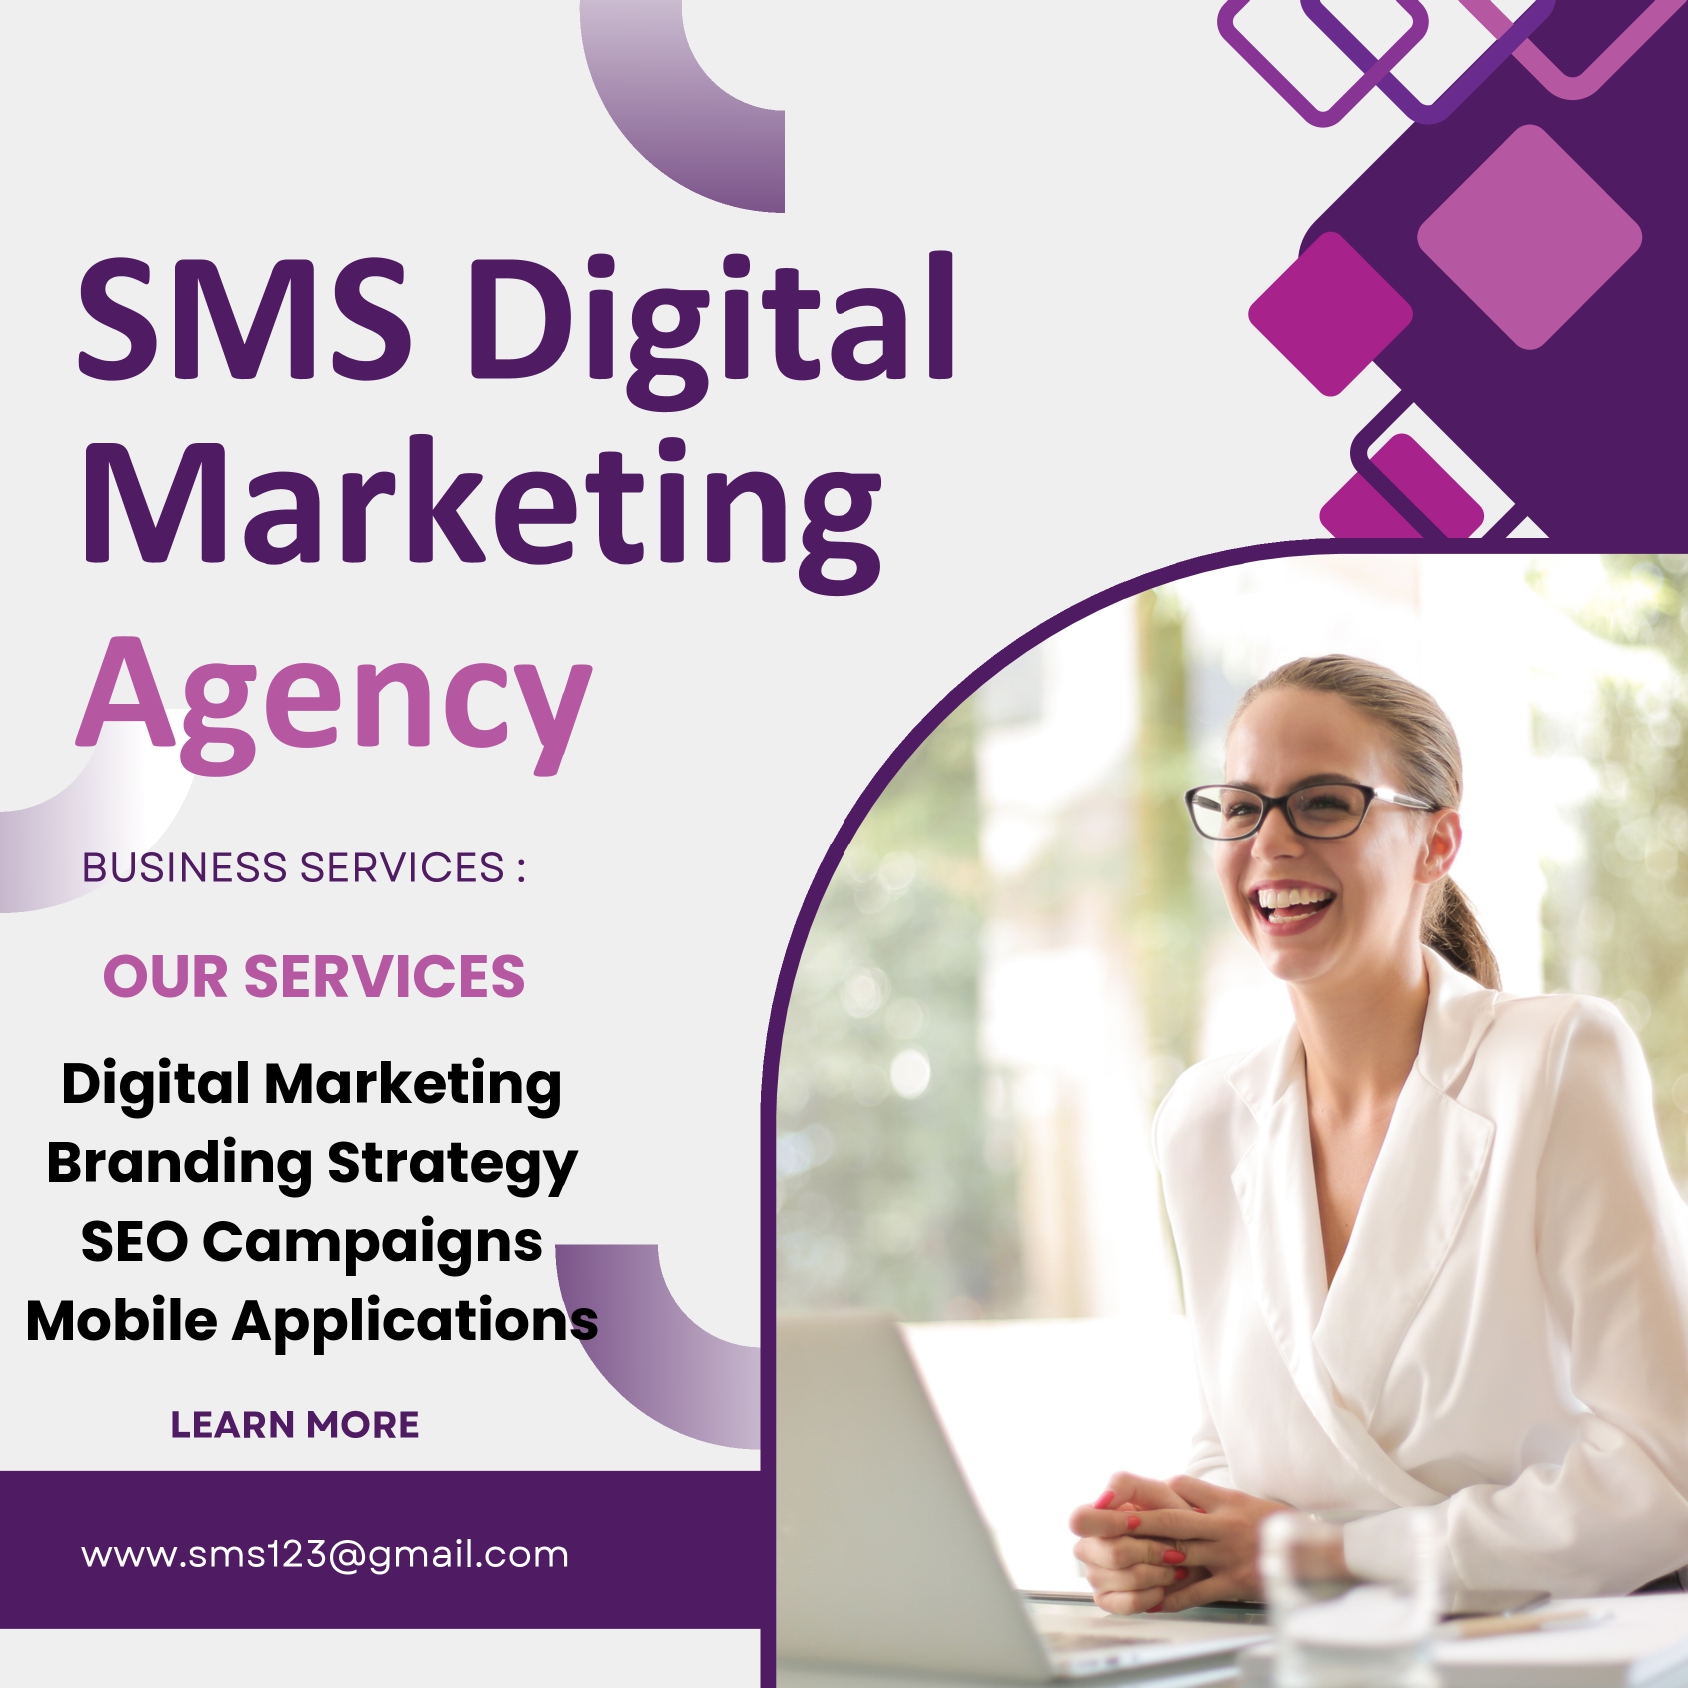 SMS Digital
Marketing
Agency
BUSINESS SERVICES :
OUR SERVICES
Digital Marketing
Branding Strategy
SEO Campaigns
Mobile Applications
LEARN MORE
www.sms123@gmail.com